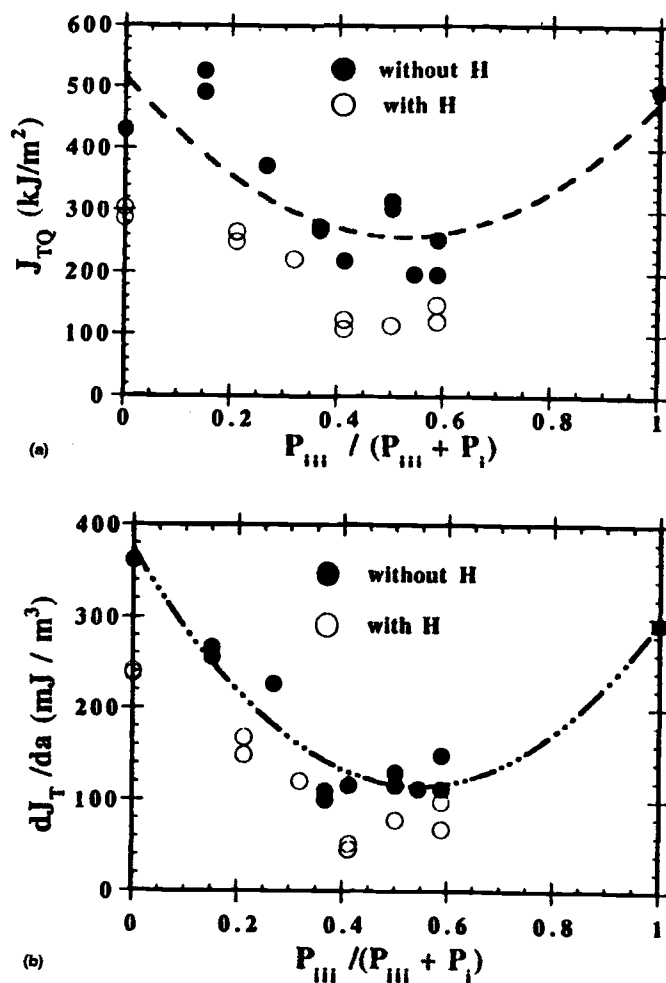 600
500
400
300
200
100
0
J_TQ (kJ/m²)
without H
with H
0 0.2 0.4 0.6 0.8 1
P_iii / (P_iii + P_i)
(a)
400
300
200
100
0
dJ_T/da (mJ / m³)
without H
with H
0 0.2 0.4 0.6 0.8 1
P_iii /(P_iii + P_i)
(b)